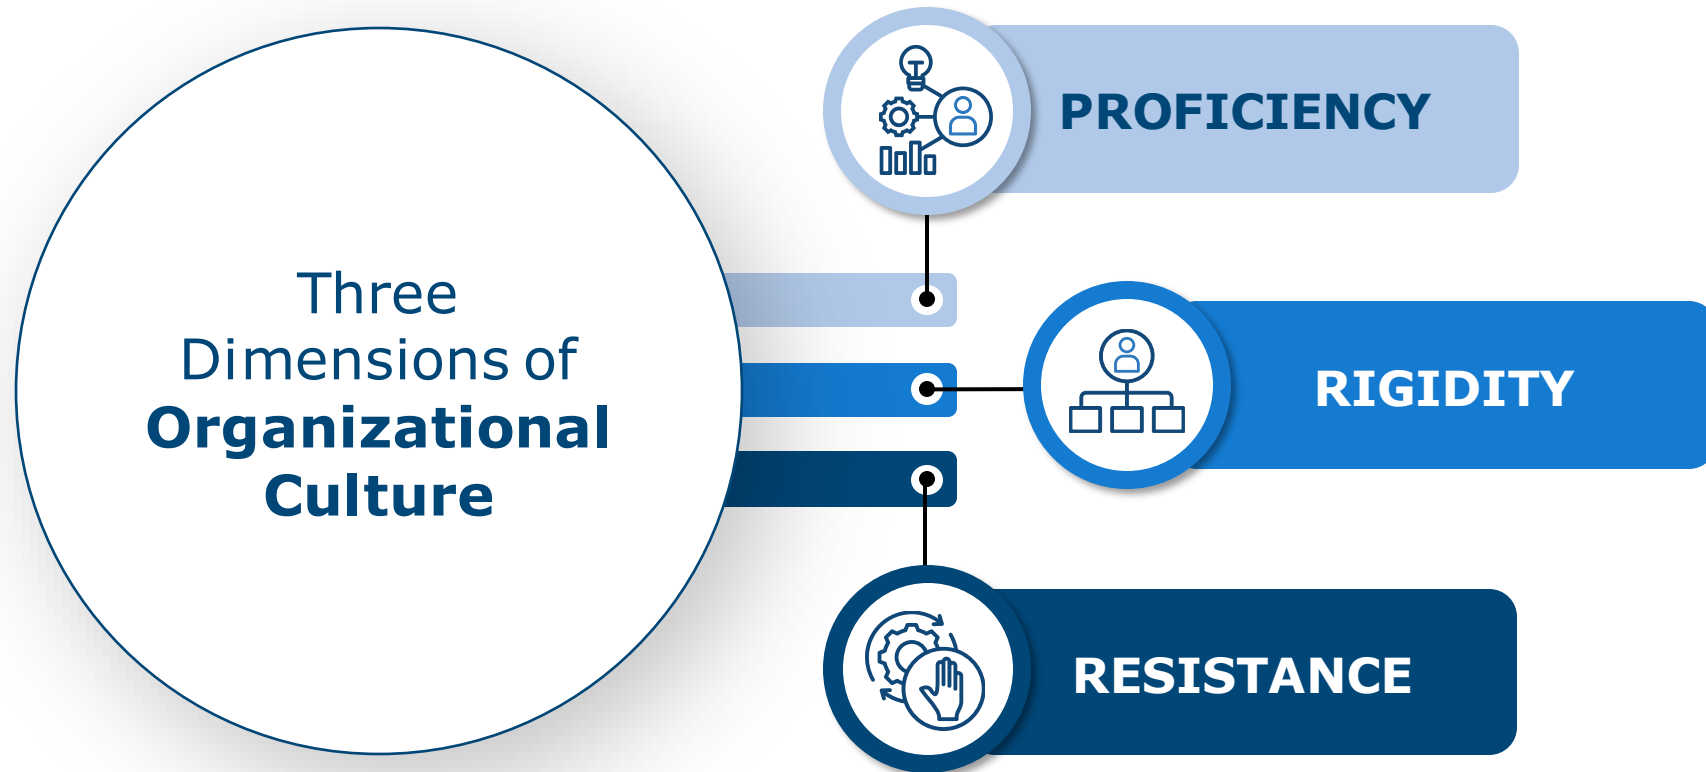 Three
Dimensions of
Organizational
Culture
PROFICIENCY
RIGIDITY
RESISTANCE